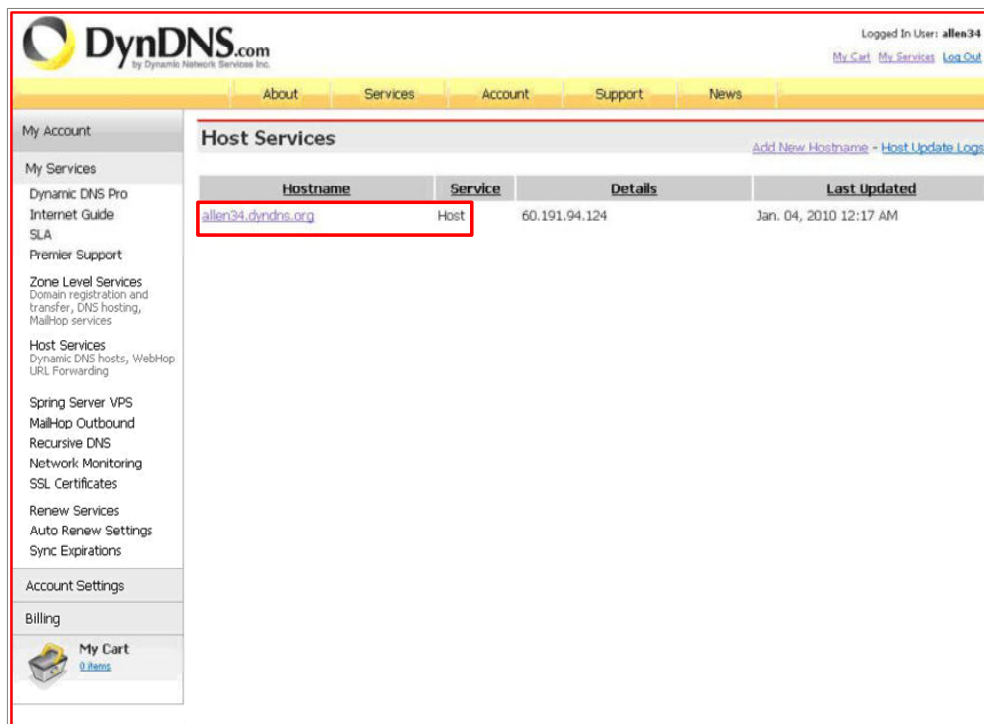 DynDNS.com
by Dynamic Network Services Inc.
Logged In User: allen34
My Cart My Services Log Out
About Services Account Support News
My Account
My Services
Dynamic DNS Pro
Internet Guide
SLA
Premier Support
Zone Level Services
Domain registration and
transfer, DNS hosting,
MailHop services
Host Services
Dynamic DNS hosts, WebHop
URL Forwarding
Spring Server VPS
MailHop Outbound
Recursive DNS
Network Monitoring
SSL Certificates
Renew Services
Auto Renew Settings
Sync Expirations
Account Settings
Billing
My Cart
0 items
Host Services
Add New Hostname - Host Update Logs
Hostname Service Details Last Updated
allen34.dyndns.org Host 60.191.94.124 Jan. 04, 2010 12:17 AM